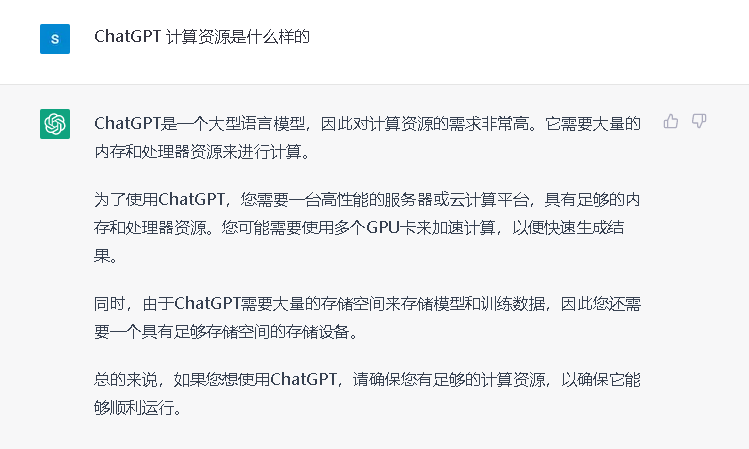 S
ChatGPT 计算资源是什么样的
ChatGPT是一个大型语言模型，因此对计算资源的需求非常高。它需要大量的
内存和处理器资源来进行计算。
为了使用ChatGPT，您需要一台高性能的服务器或云计算平台，具有足够的内
存和处理器资源。您可能需要使用多个GPU卡来加速计算，以便快速生成结
果。
同时，由于ChatGPT需要大量的存储空间来存储模型和训练数据，因此您还需
要一个具有足够存储空间的存储设备。
总的来说，如果您想使用ChatGPT，请确保您有足够的计算资源，以确保它能
够顺利运行。